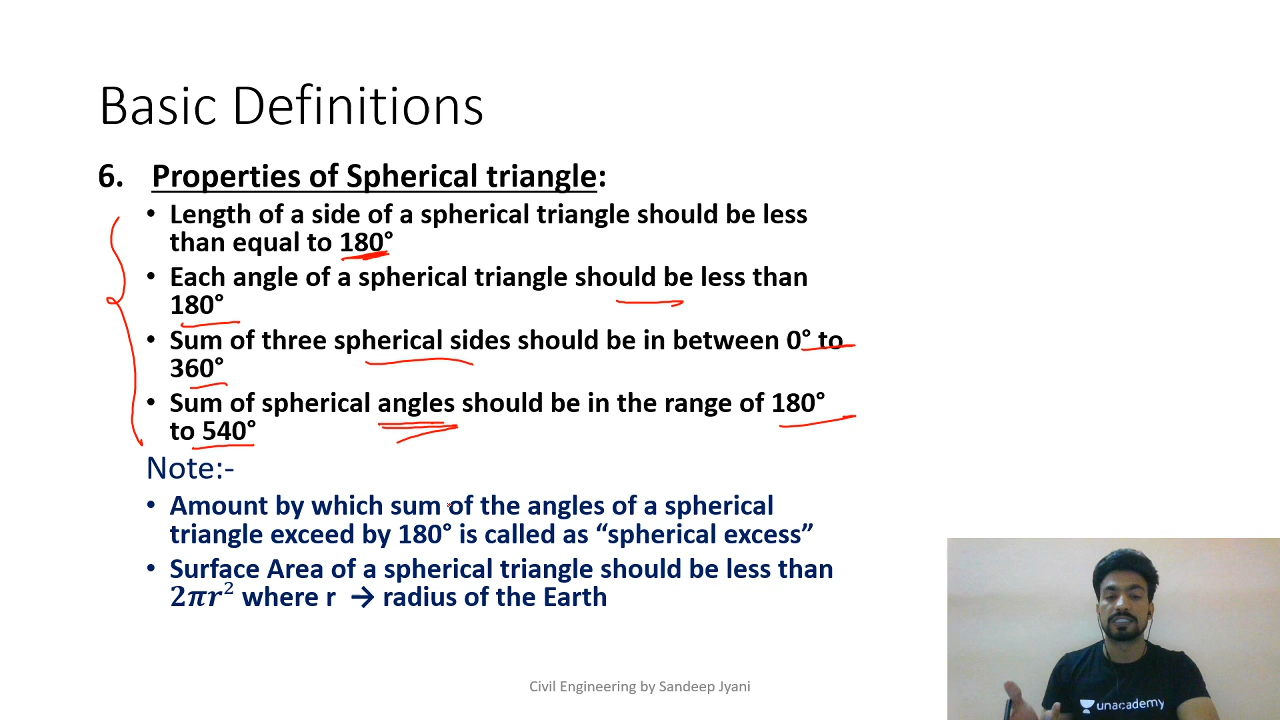 Basic Definitions
6. Properties of Spherical triangle:
• Length of a side of a spherical triangle should be less
than equal to 180°
• Each angle of a spherical triangle should be less than
180°
• Sum of three spherical sides should be in between 0° to
360°
• Sum of spherical angles should be in the range of 180°
to 540°
Note:-
• Amount by which sum of the angles of a spherical
triangle exceed by 180° is called as “spherical excess”
• Surface Area of a spherical triangle should be less than
2πr² where r → radius of the Earth
Civil Engineering by Sandeep Jyani
unacademy